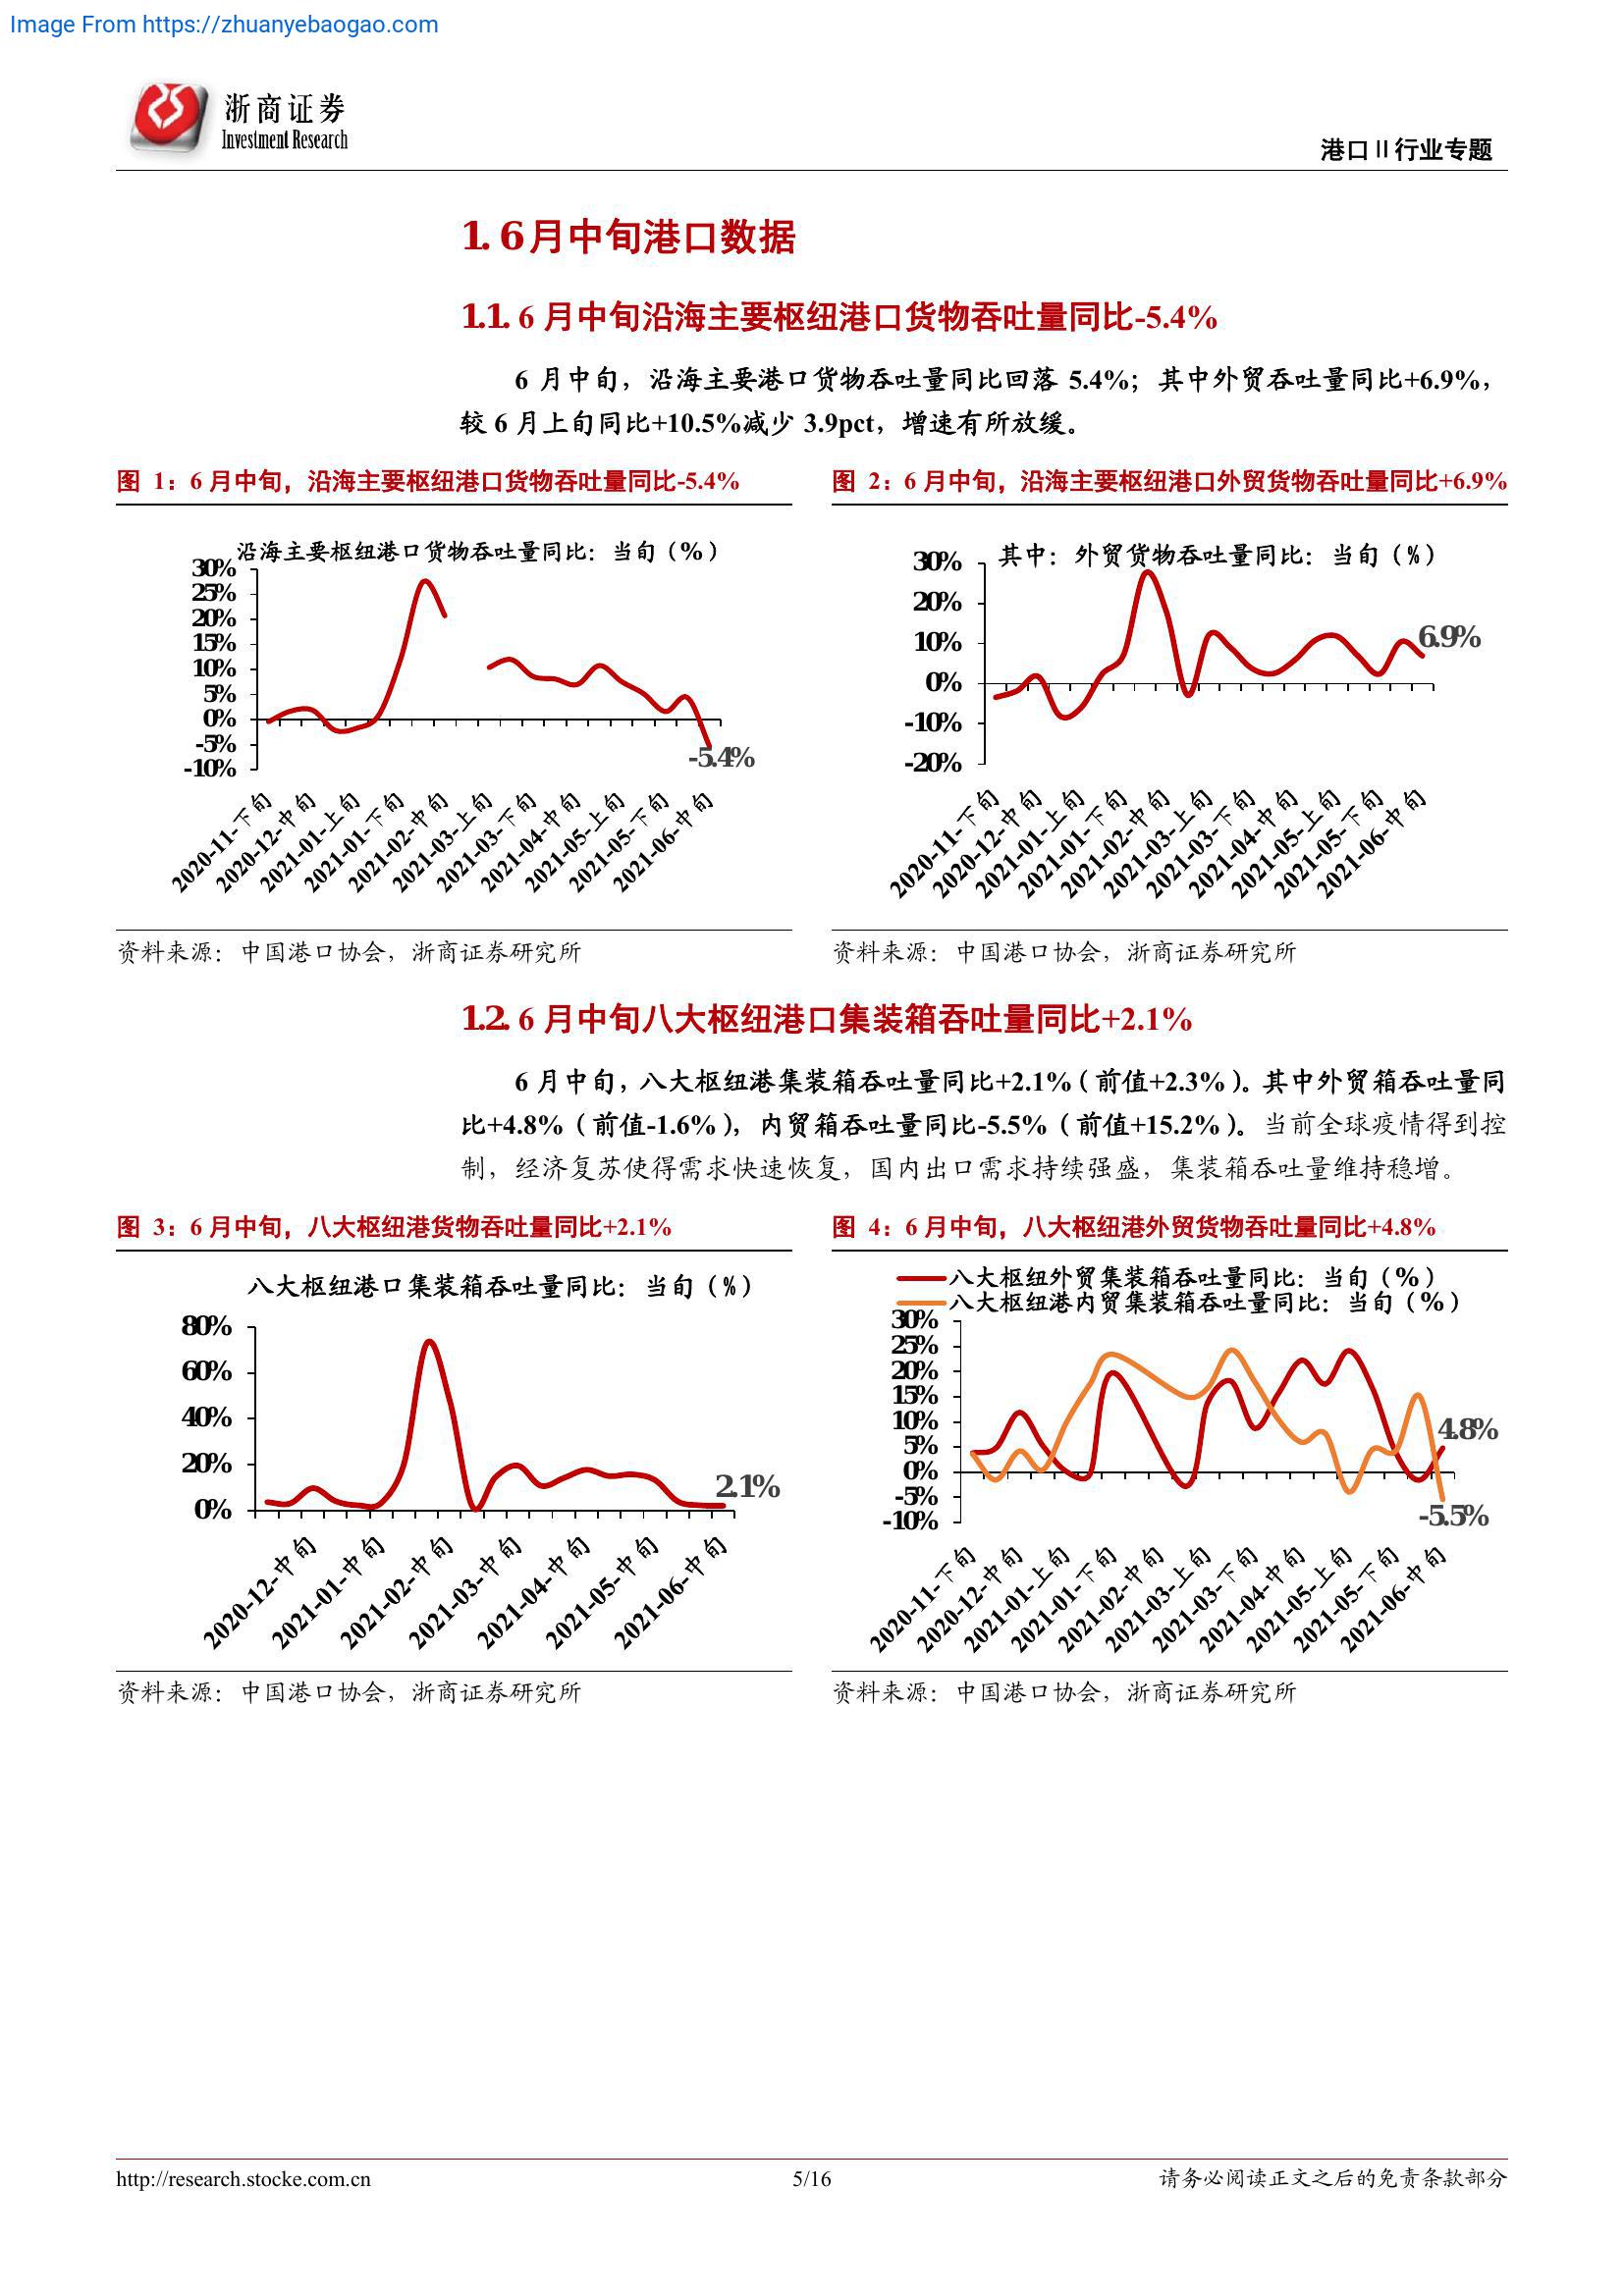 Image From https://zhuanyebaogao.com
浙商证券
Investment Research
港口Ⅱ行业专题
1. 6月中旬港口数据
1.1. 6 月中旬沿海主要枢纽港口货物吞吐量同比-5.4%
6 月中旬，沿海主要港口货物吞吐量同比回落 5.4%；其中外贸吞吐量同比+6.9%，
较 6 月上旬同比+10.5%减少 3.9pct，增速有所放缓。
图 1：6 月中旬，沿海主要枢纽港口货物吞吐量同比-5.4%
沿海主要枢纽港口货物吞吐量同比：当旬（%）
30%
25%
20%
15%
10%
5%
0%
-5%
-10%
-5.4%
2020-11-下旬
2020-12-中旬
2021-01-上旬
2021-01-下旬
2021-02-中旬
2021-03-上旬
2021-03-下旬
2021-04-中旬
2021-05-上旬
2021-05-下旬
2021-06-中旬
资料来源：中国港口协会，浙商证券研究所
图 2：6 月中旬，沿海主要枢纽港口外贸货物吞吐量同比+6.9%
其中：外贸货物吞吐量同比：当旬（%）
30%
20%
10%
0%
-10%
-20%
6.9%
2020-11-下旬
2020-12-中旬
2021-01-上旬
2021-01-下旬
2021-02-中旬
2021-03-上旬
2021-03-下旬
2021-04-中旬
2021-05-上旬
2021-05-下旬
2021-06-中旬
资料来源：中国港口协会，浙商证券研究所
1.2. 6 月中旬八大枢纽港口集装箱吞吐量同比+2.1%
6 月中旬，八大枢纽港集装箱吞吐量同比+2.1%（前值+2.3%）。其中外贸箱吞吐量同
比+4.8%（前值-1.6%），内贸箱吞吐量同比-5.5%（前值+15.2%）。当前全球疫情得到控
制，经济复苏使得需求快速恢复，国内出口需求持续强盛，集装箱吞吐量维持稳增。
图 3：6 月中旬，八大枢纽港货物吞吐量同比+2.1%
八大枢纽港口集装箱吞吐量同比：当旬（%）
80%
60%
40%
20%
0%
2.1%
2020-12-中旬
2021-01-中旬
2021-02-中旬
2021-03-中旬
2021-04-中旬
2021-05-中旬
2021-06-中旬
资料来源：中国港口协会，浙商证券研究所
图 4：6 月中旬，八大枢纽港外贸货物吞吐量同比+4.8%
八大枢纽外贸集装箱吞吐量同比：当旬（%）
八大枢纽港内贸集装箱吞吐量同比：当旬（%）
30%
25%
20%
15%
10%
5%
0%
-5%
-10%
4.8%
-5.5%
2020-11-下旬
2020-12-中旬
2021-01-上旬
2021-01-下旬
2021-02-中旬
2021-03-上旬
2021-03-下旬
2021-04-中旬
2021-05-上旬
2021-05-下旬
2021-06-中旬
资料来源：中国港口协会，浙商证券研究所
http://research.stocke.com.cn
5/16
请务必阅读正文之后的免责条款部分